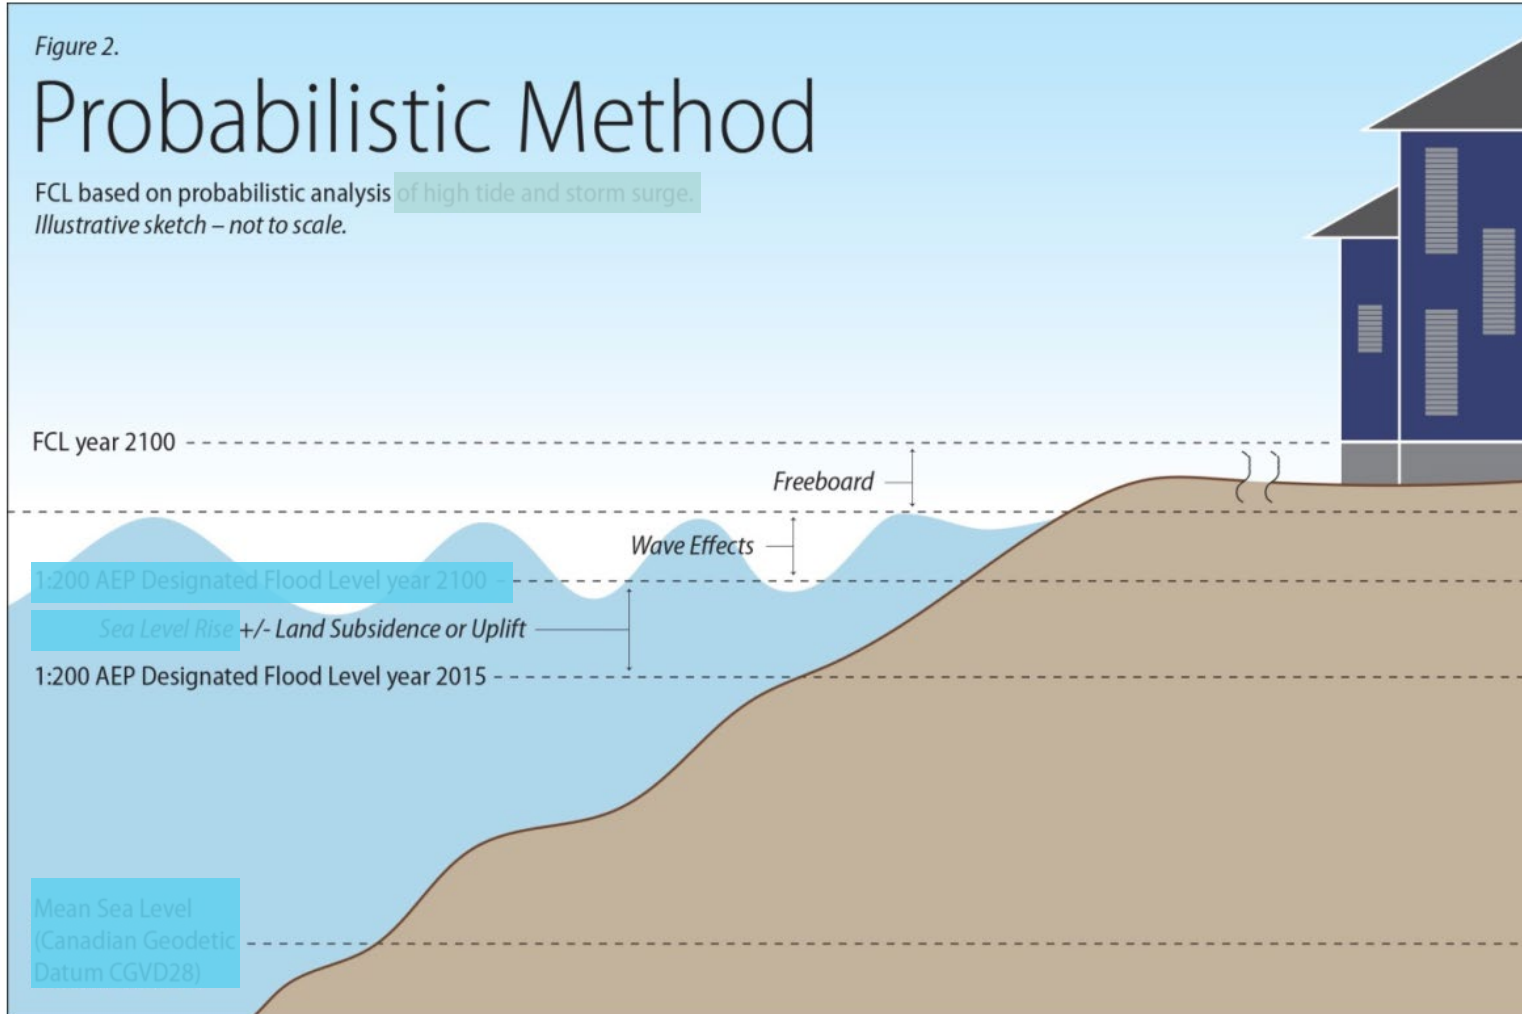 Figure 2.
Probabilistic Method
FCL based on probabilistic analysis of high tide and storm surge.
Illustrative sketch – not to scale.
FCL year 2100
Freeboard
Wave Effects
1:200 AEP Designated Flood Level year 2100
Sea Level Rise +/- Land Subsidence or Uplift
1:200 AEP Designated Flood Level year 2015
Mean Sea Level
(Canadian Geodetic
Datum CGVD28)